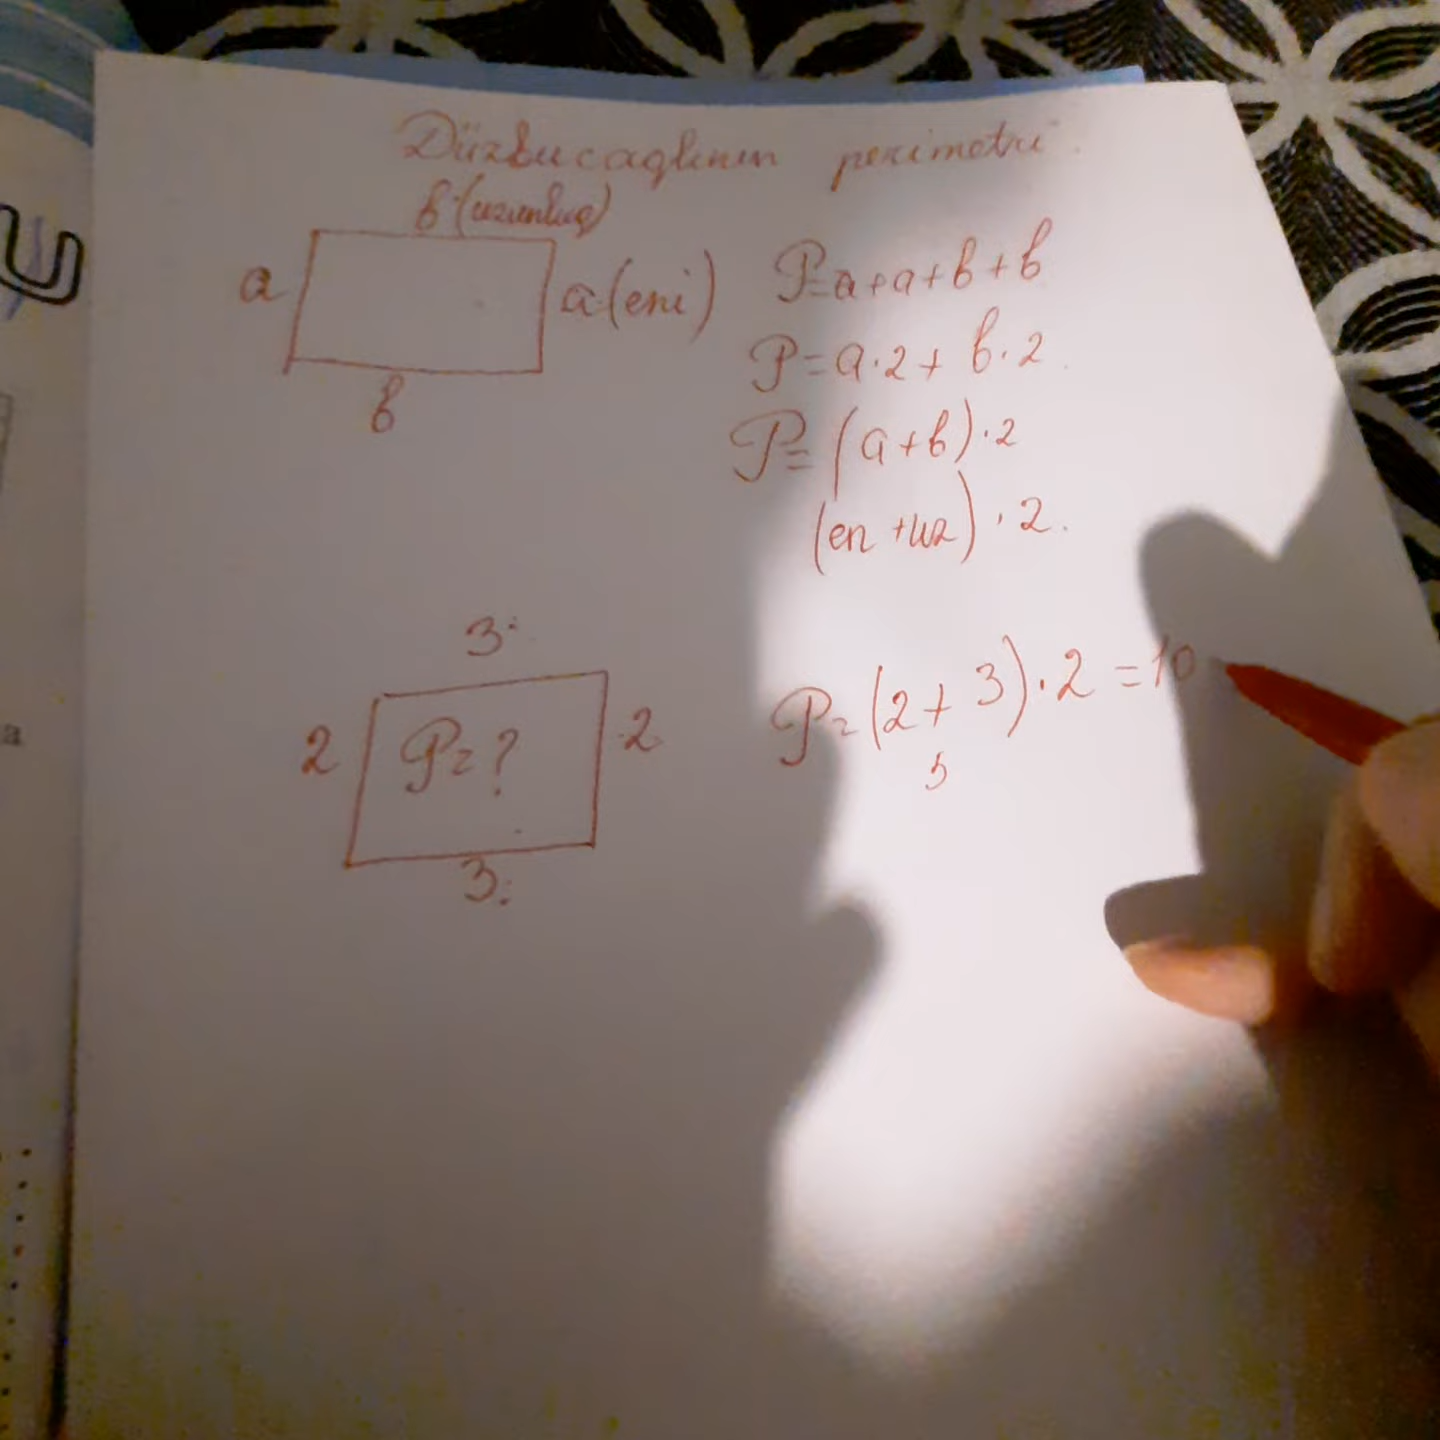 Düzbucaqlının perimetri
b (uzunluq)
a
a (eni)
b
P=a+a+b+b
P=a·2+b·2
P=(a+b)·2
(en+uz)·2.
3
2
P=?
2
3
P=(2+3)·2=10
5
a